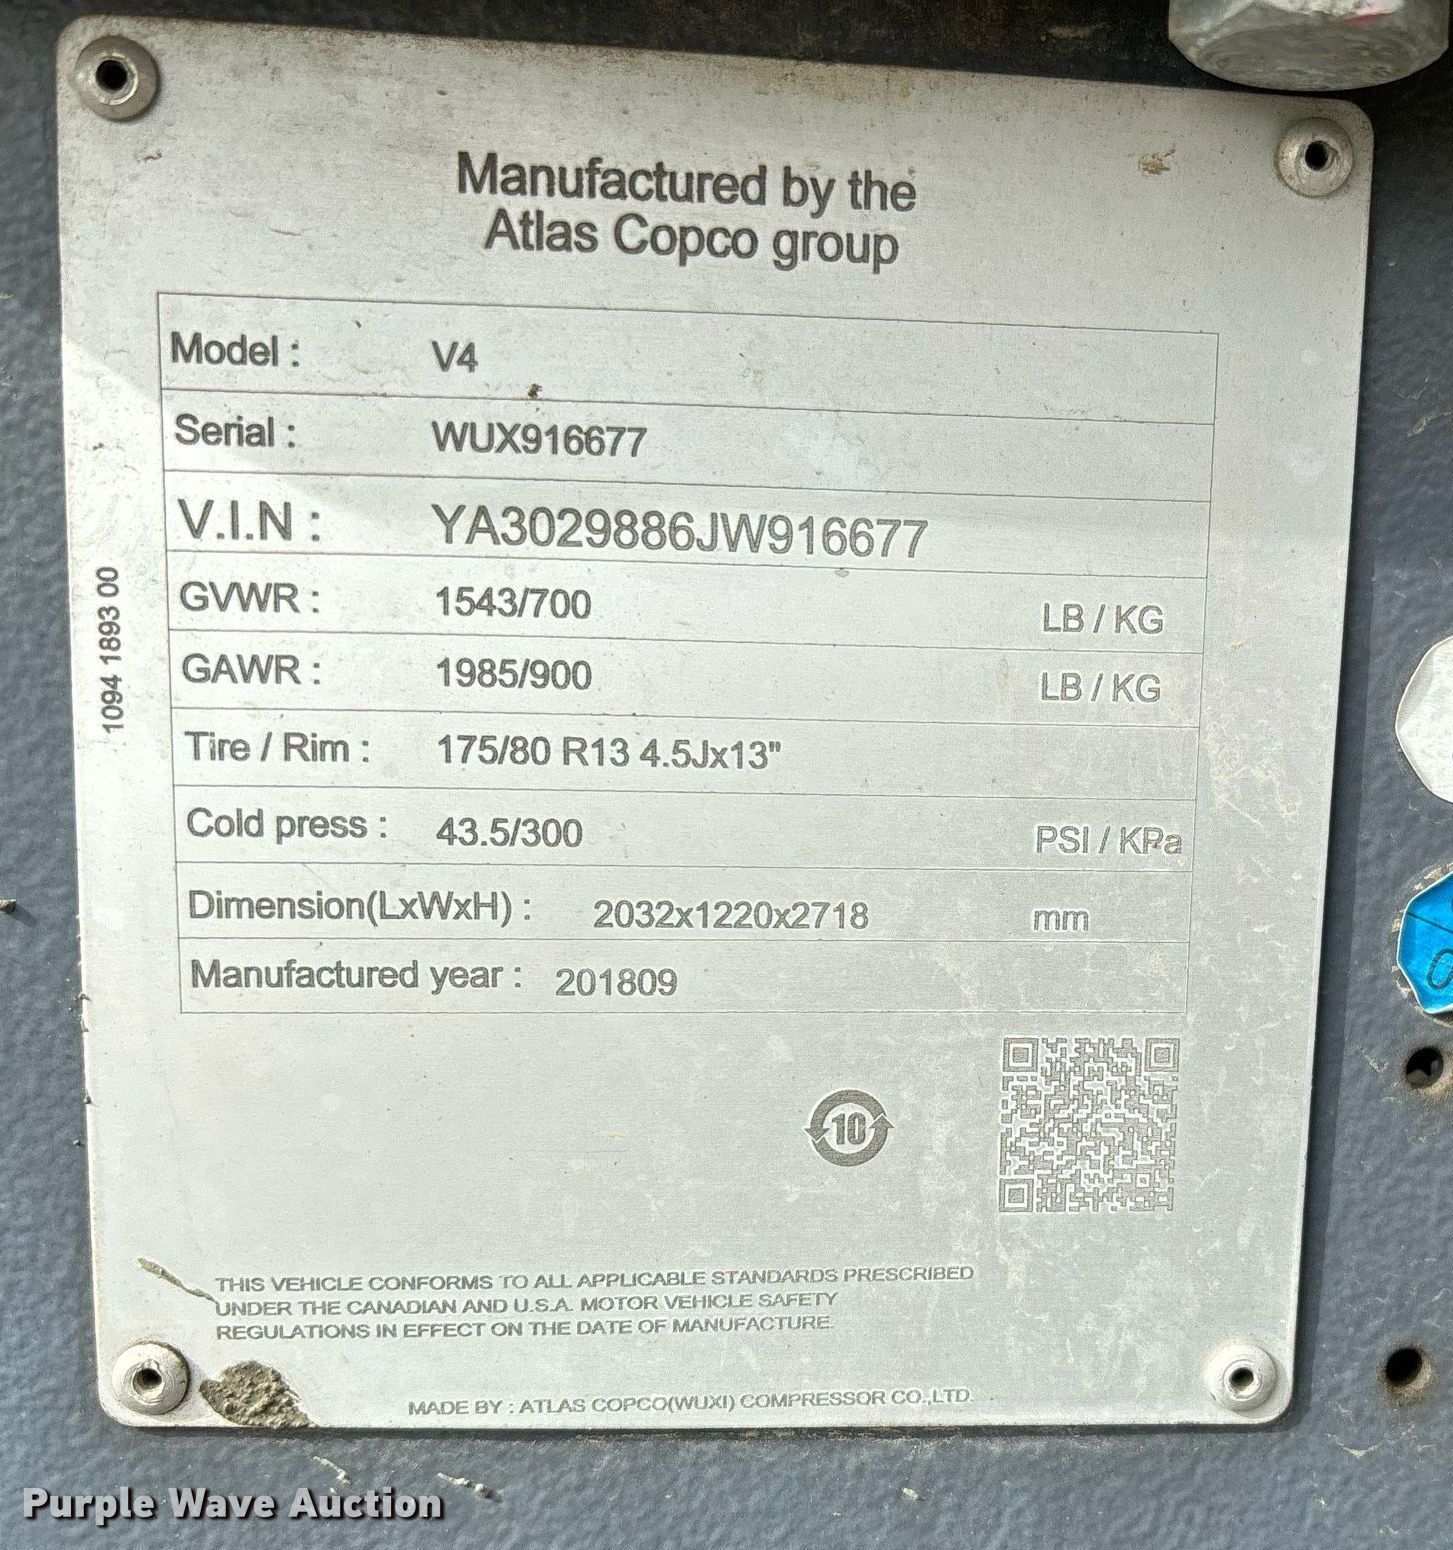 Manufactured by the
Atlas Copco group
Model : V4
Serial : WUX916677
V.I.N : YA3029886JW916677
GVWR : 1543/700 LB / KG
GAWR : 1985/900 LB / KG
Tire / Rim : 175/80 R13 4.5Jx13"
Cold press : 43.5/300 PSI / KPa
Dimension(LxWxH) : 2032x1220x2718 mm
Manufactured year : 201809
1094 1893 00
10
THIS VEHICLE CONFORMS TO ALL APPLICABLE STANDARDS PRESCRIBED
UNDER THE CANADIAN AND U.S.A. MOTOR VEHICLE SAFETY
REGULATIONS IN EFFECT ON THE DATE OF MANUFACTURE.
MADE BY : ATLAS COPCO(WUXI) COMPRESSOR CO.,LTD.
0
Purple Wave Auction